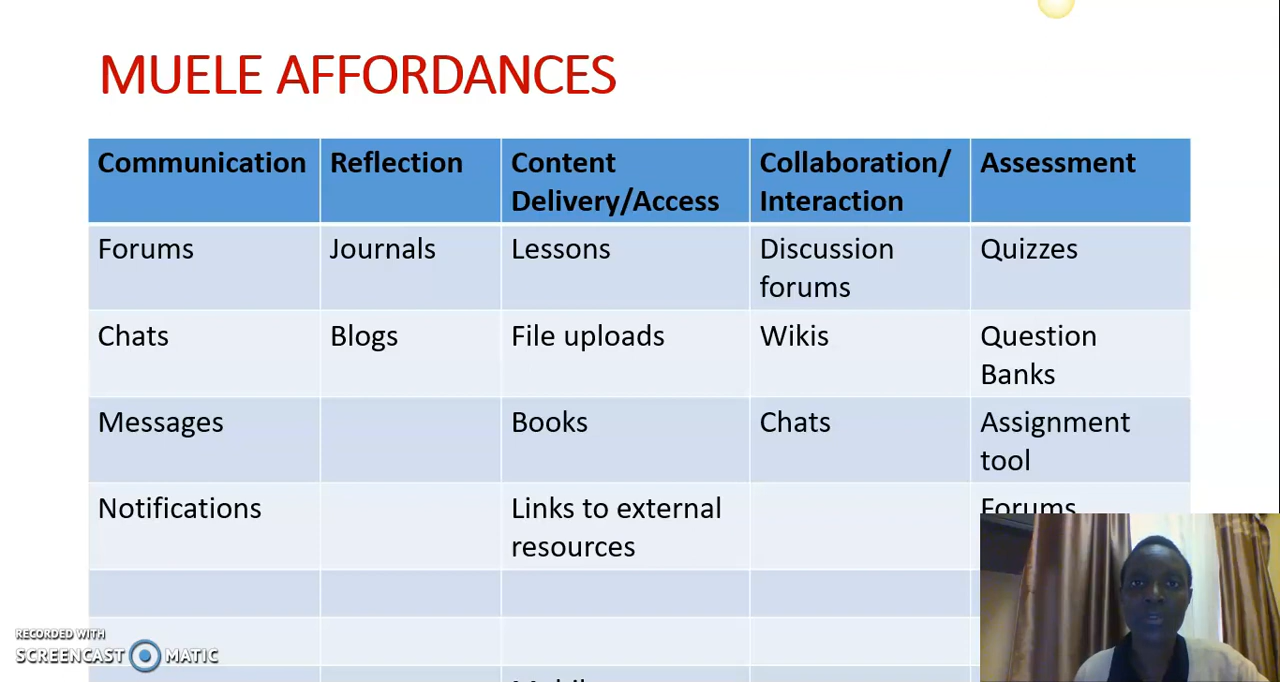 MUELE AFFORDANCES
Communication
Reflection
Content
Delivery/Access
Collaboration/
Interaction
Assessment
Forums
Journals
Lessons
Discussion
forums
Quizzes
Chats
Blogs
File uploads
Wikis
Question
Banks
Messages
Books
Chats
Assignment
tool
Notifications
Links to external
resources
Forums
RECORDED WITH
SCREENCAST MATIC